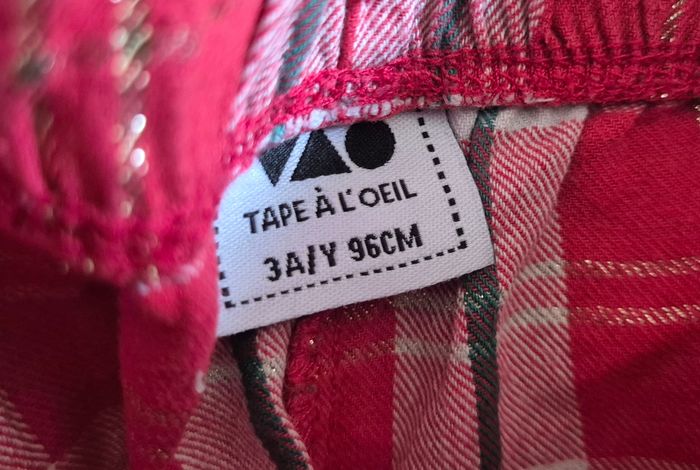 TAPE À L'OEIL
3A/Y 96CM